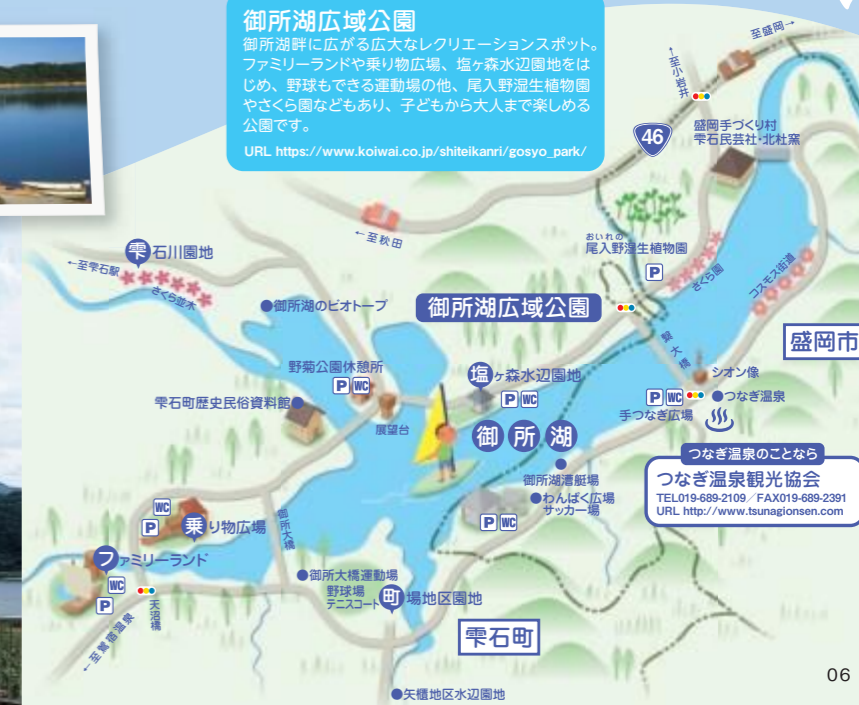 御所湖広域公園
御所湖畔に広がる広大なレクリエーションスポット。
ファミリーランドや乗り物広場、塩ヶ森水辺園地をは
じめ、野球もできる運動場の他、尾入野湿生植物園
やさくら園などもあり、子どもから大人まで楽しめる
公園です。
URL https://www.koiwai.co.jp/shiteikanri/gosyo_park/
至盛岡→
←至小岩井
46
盛岡手づくり村
雫石民芸社・北杜窯
←至秋田
おいれの
尾入野湿生植物園
P
さくら園
コスモス街道
雫石川園地
←至雫石駅
さくら並木
●御所湖のビオトープ
御所湖広域公園
盛岡市
繋大橋
シオン像
野菊公園休憩所
P WC
塩ヶ森水辺園地
P WC
P WC
●つなぎ温泉
手つなぎ広場
雫石町歴史民俗資料館●
展望台
御所湖
御所湖漕艇場
●わんぱく広場
サッカー場
P WC
つなぎ温泉のことなら
つなぎ温泉観光協会
TEL019-689-2109／FAX019-689-2391
URL http://www.tsunagionsen.com
WC
P
乗り物広場
御所大橋
ファミリーランド
WC
P
天沼橋
←至鶯宿温泉
●御所大橋運動場
野球場
テニスコート
町場地区園地
雫石町
●矢櫃地区水辺園地
06